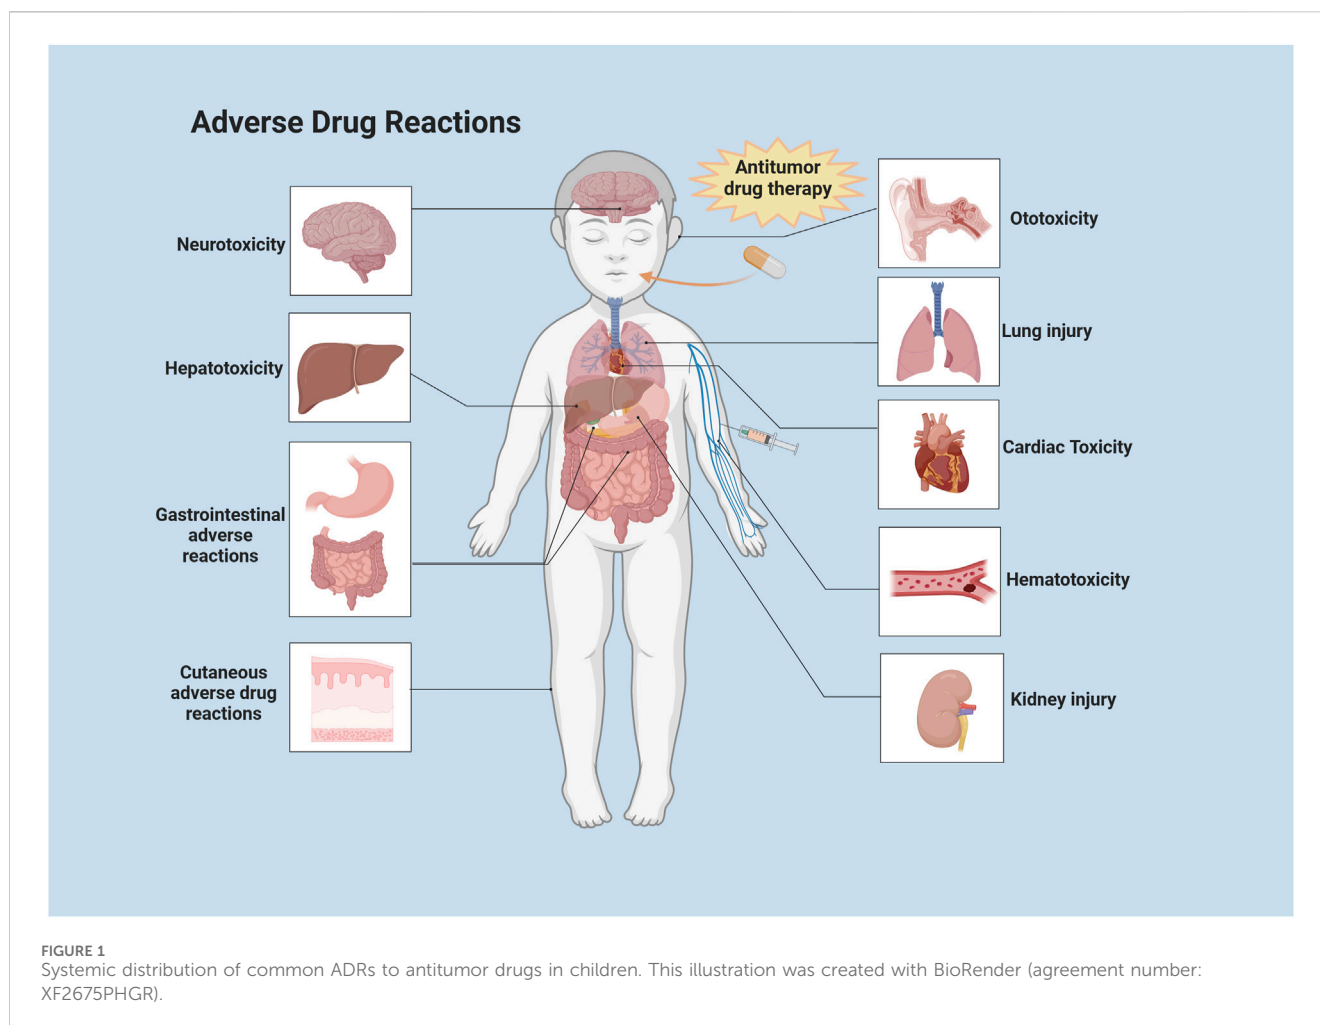 Adverse Drug Reactions
Antitumor
drug therapy
Neurotoxicity
Hepatotoxicity
Gastrointestinal
adverse
reactions
Cutaneous
adverse drug
reactions
Ototoxicity
Lung injury
Cardiac Toxicity
Hematotoxicity
Kidney injury
FIGURE 1
Systemic distribution of common ADRs to antitumor drugs in children. This illustration was created with BioRender (agreement number:
XF2675PHGR).